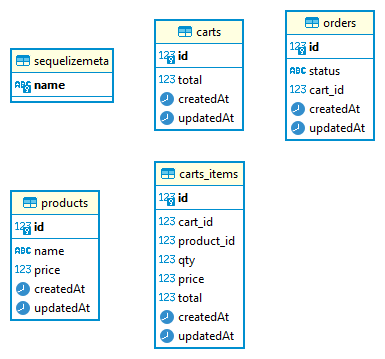 sequelizemeta
ABC name
carts
123 id
123 total
createdAt
updatedAt
orders
123 id
ABC status
123 cart_id
createdAt
updatedAt
products
123 id
ABC name
123 price
createdAt
updatedAt
carts_items
123 id
123 cart_id
123 product_id
123 qty
123 price
123 total
createdAt
updatedAt